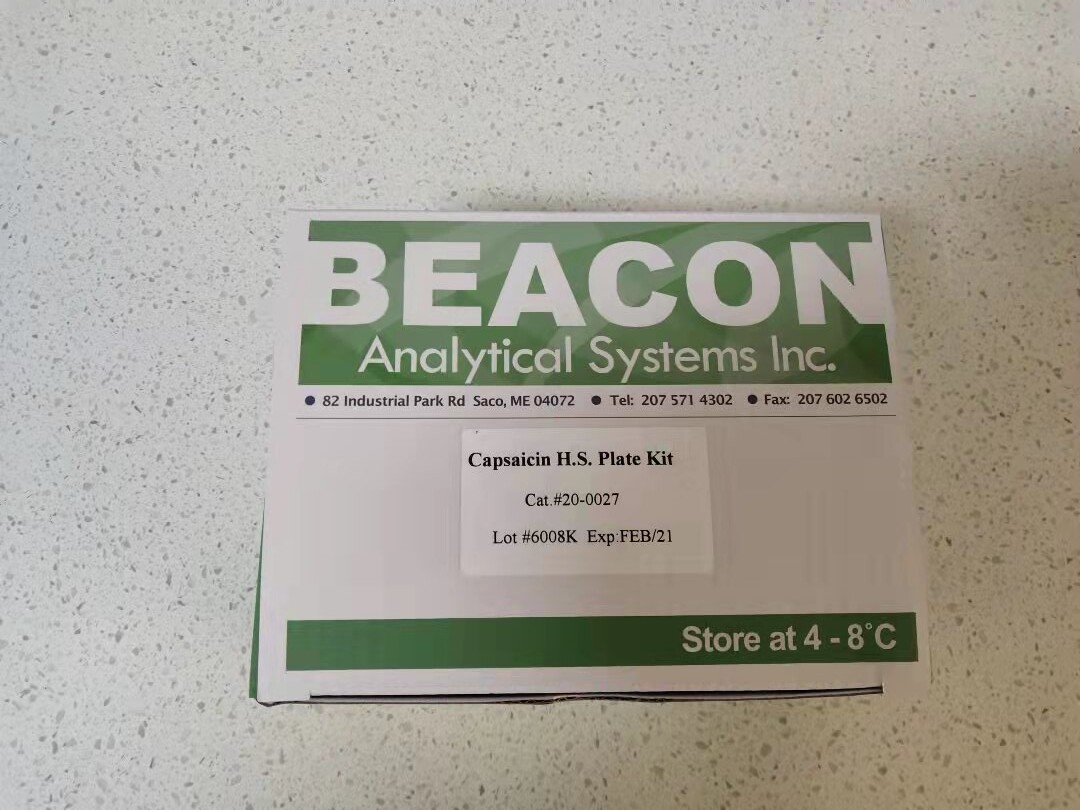 BEACON
Analytical Systems Inc.
● 82 Industrial Park Rd Saco, ME 04072 ● Tel: 207 571 4302 ● Fax: 207 602 6502
Capsaicin H.S. Plate Kit
Cat.#20-0027
Lot #6008K Exp:FEB/21
Store at 4 - 8°C